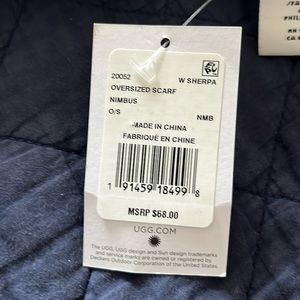 20052 W SHERPA
OVERSIZED SCARF
NIMBUS
O/S NMB
MADE IN CHINA
FABRIQUÉ EN CHINE
1 91459 18499 8
MSRP $68.00
UGG.COM
The UGG, UGG design and Sun design trademarks
and service marks are owned or registered by
Deckers Outdoor Corporation of the United States.
PHIL